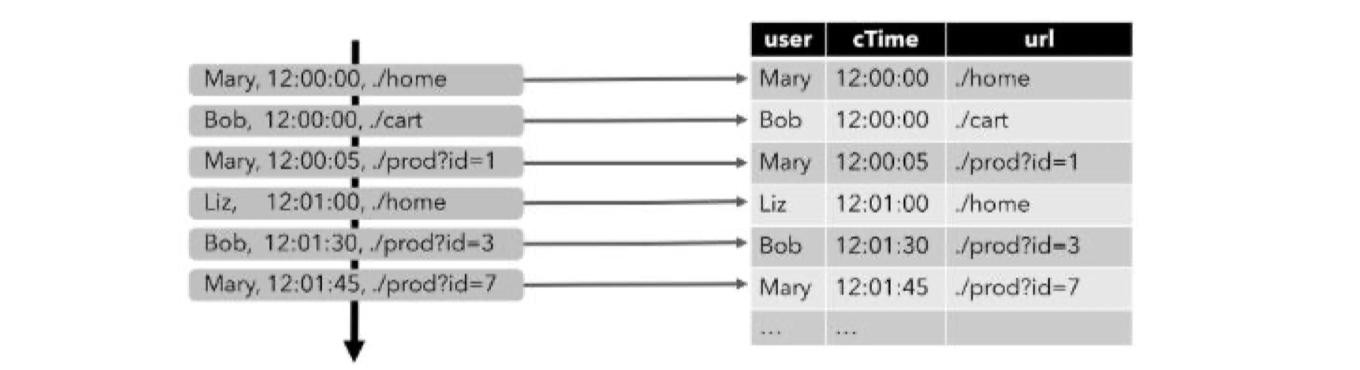 Mary, 12:00:00, ./home
Bob, 12:00:00, ./cart
Mary, 12:00:05, ./prod?id=1
Liz, 12:01:00, ./home
Bob, 12:01:30, ./prod?id=3
Mary, 12:01:45, ./prod?id=7
user cTime url
Mary 12:00:00 ./home
Bob 12:00:00 ./cart
Mary 12:00:05 ./prod?id=1
Liz 12:01:00 ./home
Bob 12:01:30 ./prod?id=3
Mary 12:01:45 ./prod?id=7
... ...